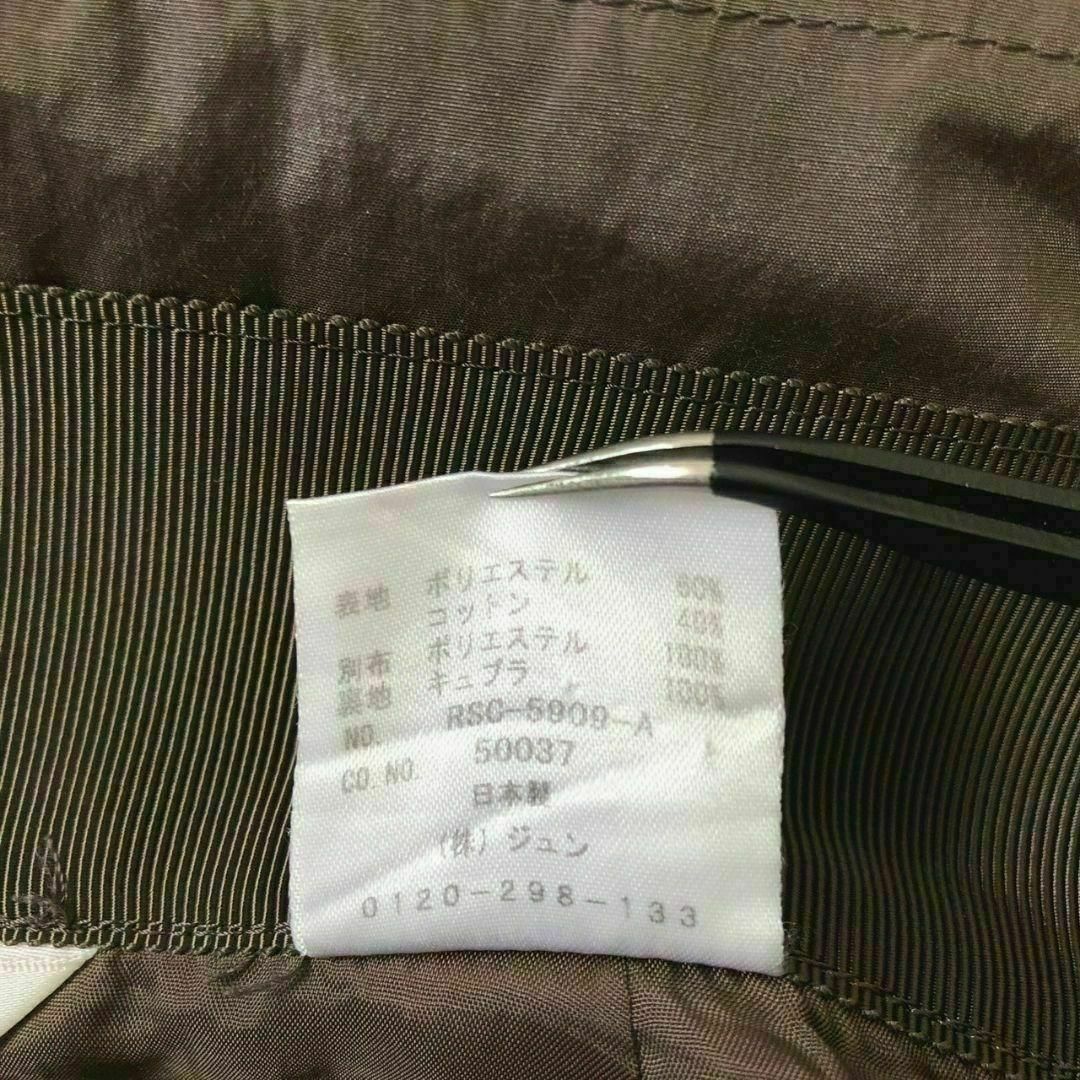 表地 ポリエステル 60%
コットン 40%
別布 ポリエステル 100%
裏地 キュプラ 100%
NO. RSC-5909-A
CO.NO. 50037 L
日本製
(株)ジュン
0120-298-133